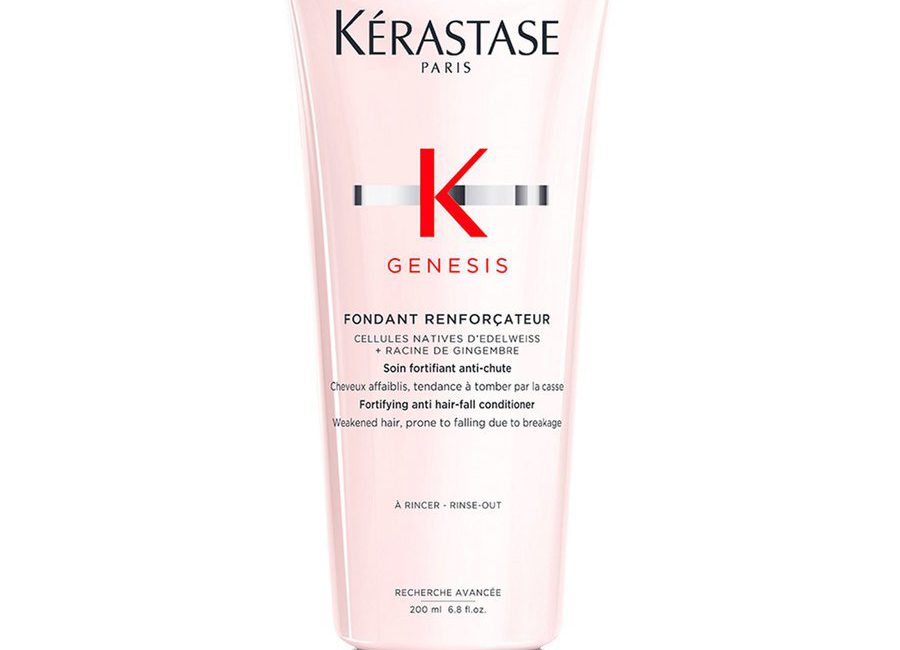 KÉRASTASE
PARIS
K
GENESIS
FONDANT RENFORÇATEUR
CELLULES NATIVES D'EDELWEISS
+ RACINE DE GINGEMBRE
Soin fortifiant anti-chute
Cheveux affaiblis, tendance à tomber par la casse
Fortifying anti hair-fall conditioner
Weakened hair, prone to falling due to breakage
À RINCER - RINSE-OUT
RECHERCHE AVANCÉE
200 ml 6.8 fl.oz.